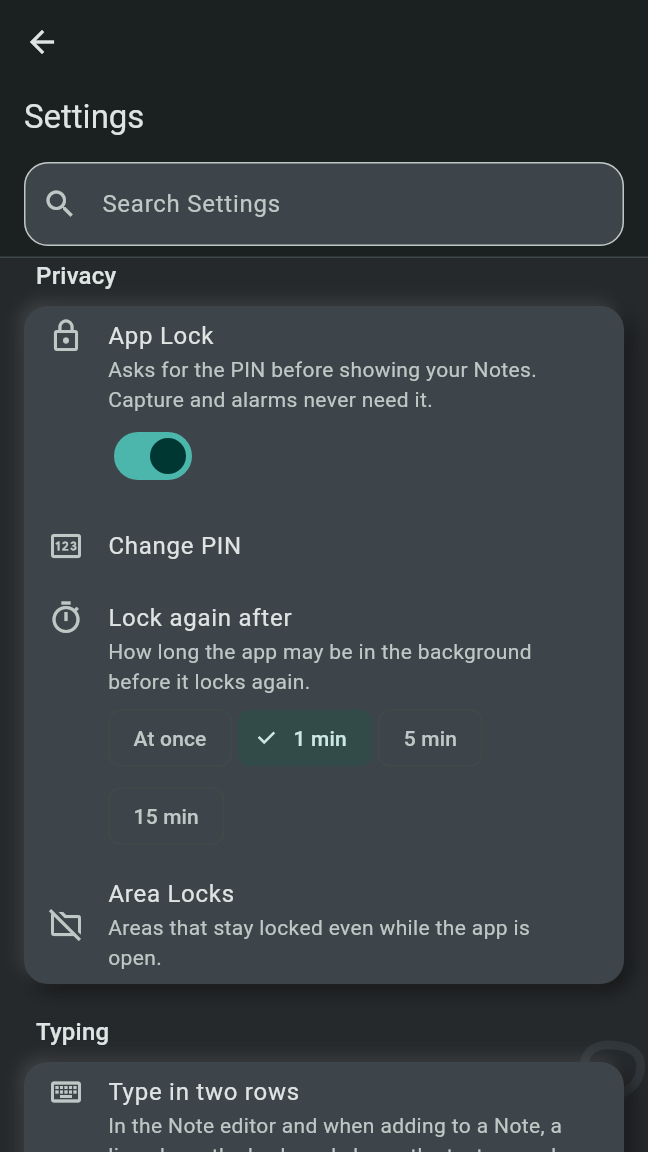 Settings
Search Settings
Privacy
App Lock
Asks for the PIN before showing your Notes.
Capture and alarms never need it.
123
Change PIN
Lock again after
How long the app may be in the background
before it locks again.
At once
1 min
5 min
15 min
Area Locks
Areas that stay locked even while the app is
open.
Typing
Type in two rows
In the Note editor and when adding to a Note, a